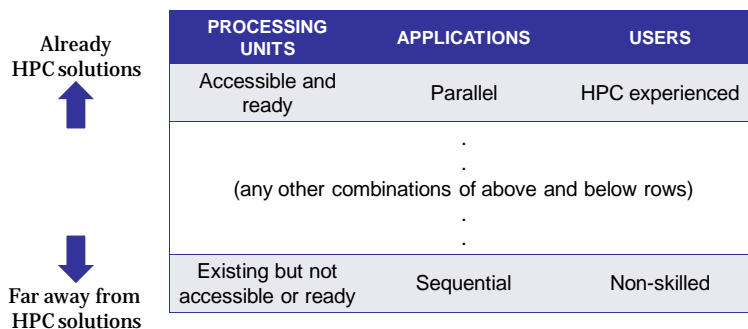 Already
HPC solutions
PROCESSING
UNITS
APPLICATIONS
USERS
Accessible and
ready
Parallel
HPC experienced
.
.
(any other combinations of above and below rows)
.
.
Existing but not
accessible or ready
Sequential
Non-skilled
Far away from
HPC solutions